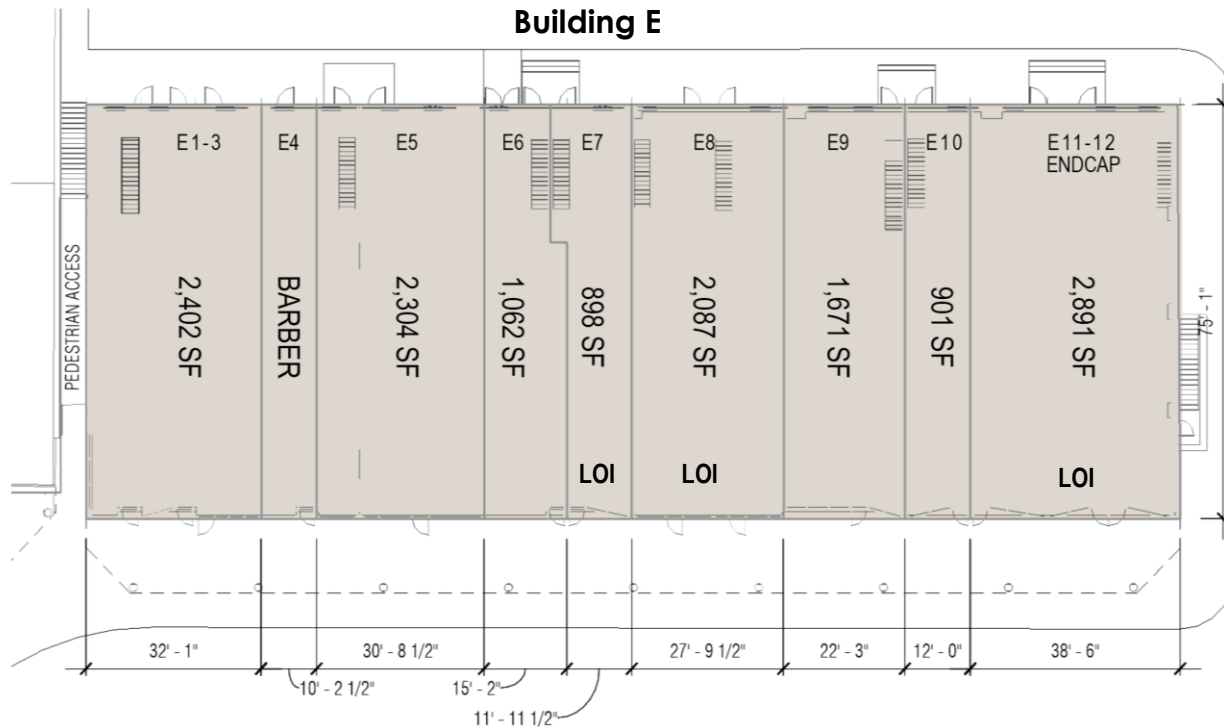 Building E
E1-3
E4
E5
E6
E7
E8
E9
E10
E11-12
ENDCAP
PEDESTRIAN ACCESS
2,402 SF
BARBER
2,304 SF
1,062 SF
898 SF
2,087 SF
1,671 SF
901 SF
2,891 SF
75' - 1"
LOI
LOI
LOI
32' - 1"
30' - 8 1/2"
27' - 9 1/2"
22' - 3"
12' - 0"
38' - 6"
10' - 2 1/2"
15' - 2"
11' - 11 1/2"